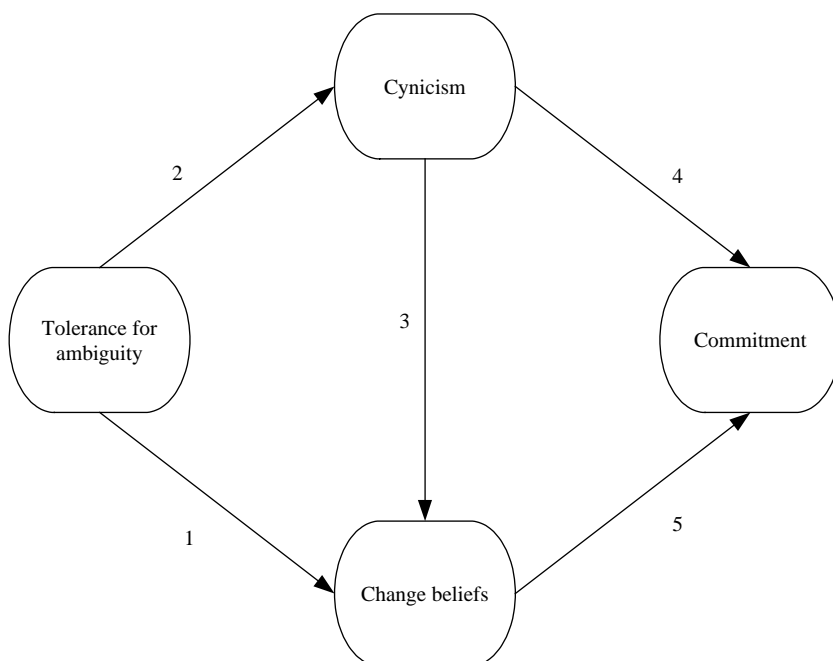 Cynicism
2
4
Tolerance for
ambiguity
3
Commitment
1
5
Change beliefs